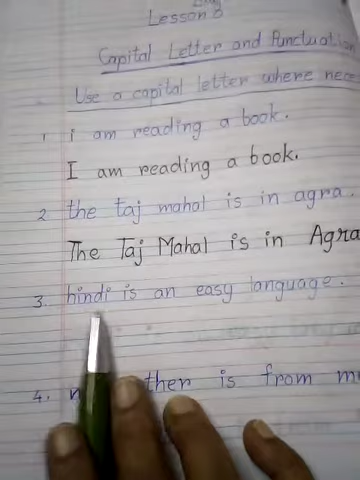 Lesson
Capital Letter and Punctuation
Use a capital letter where
1. i am reading a book.
I am reading a book.
2. the taj mahal is in agra.
The Taj Mahal is in Agra
3. hindi is an easy language.
4. is from